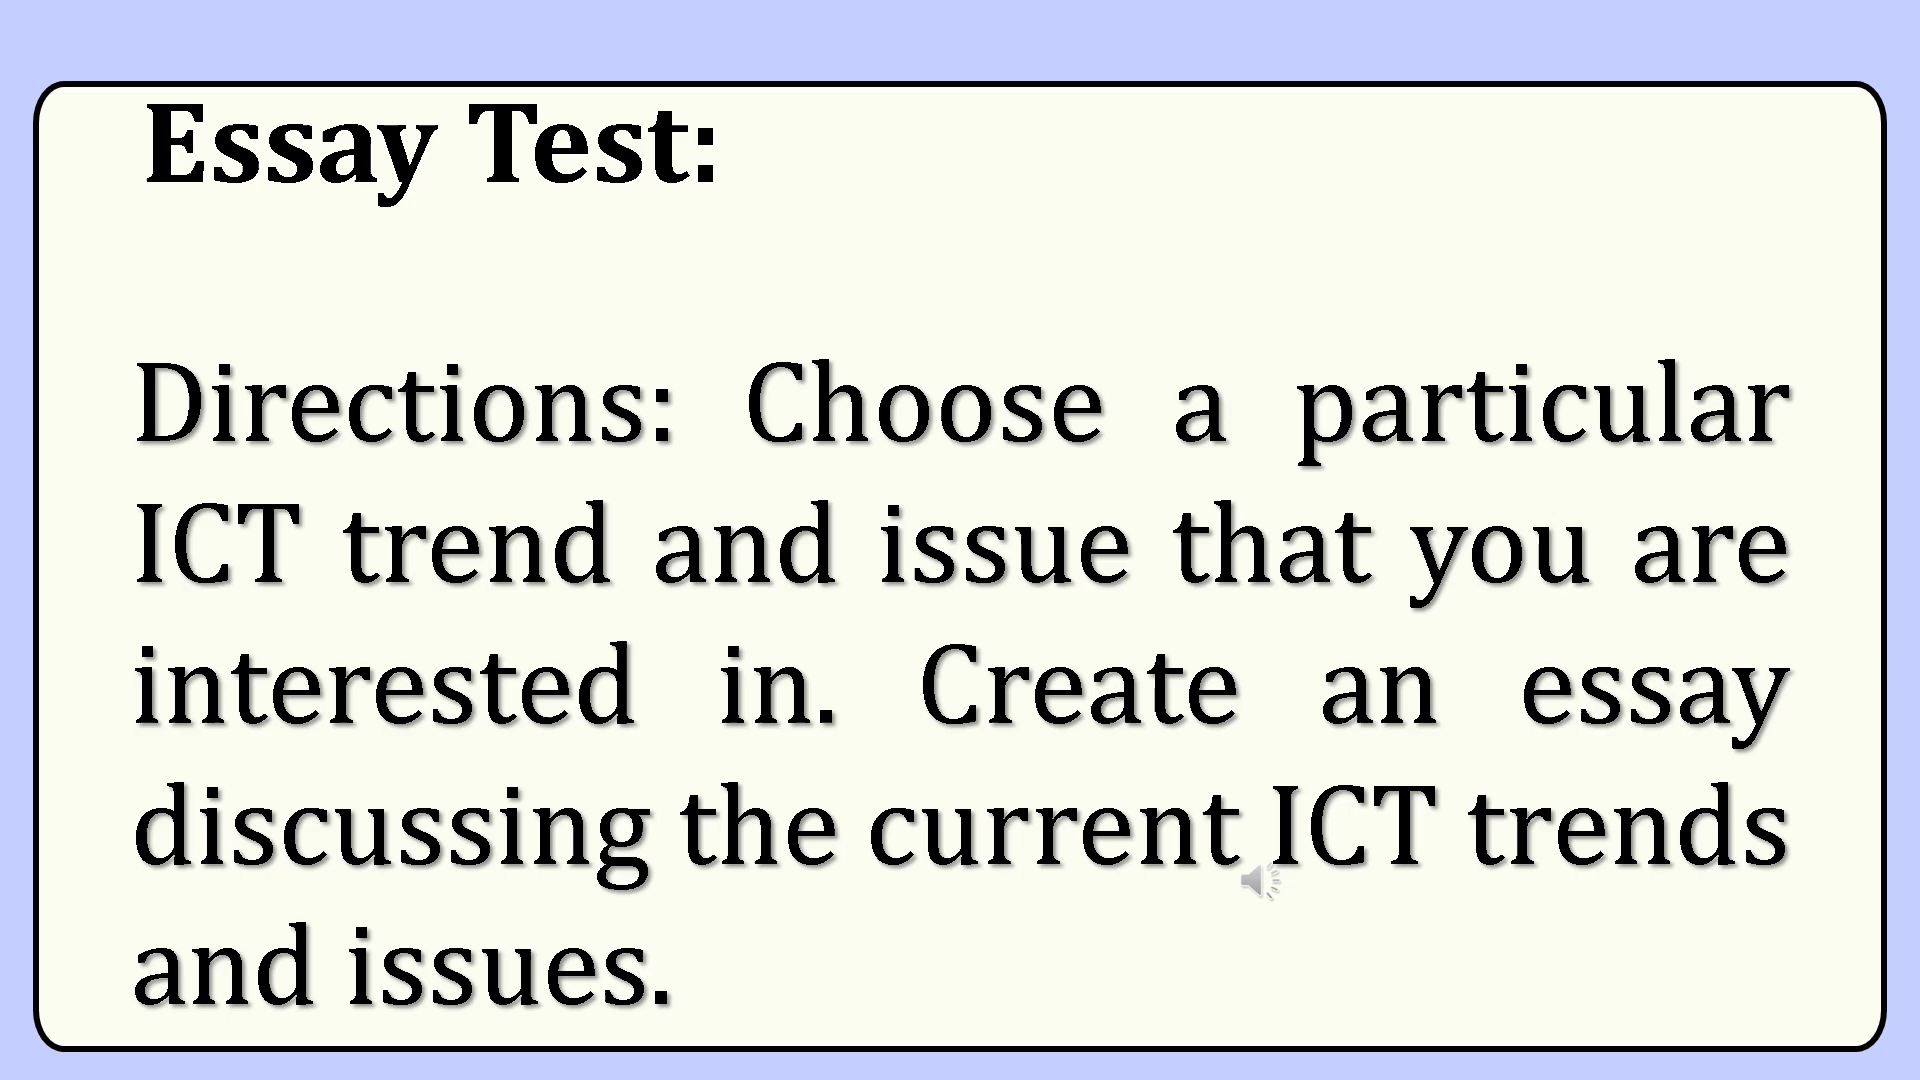 Essay Test:
Directions: Choose a particular
ICT trend and issue that you are
interested in. Create an essay
discussing the current ICT trends
and issues.